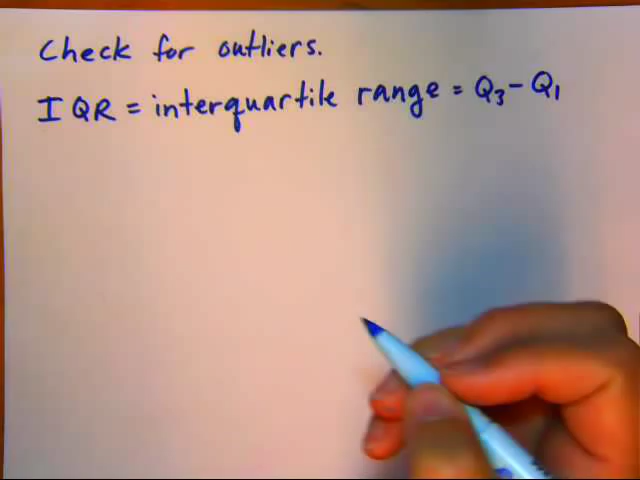 Check for outliers.
IQR = interquartile range = Q₃ - Q₁